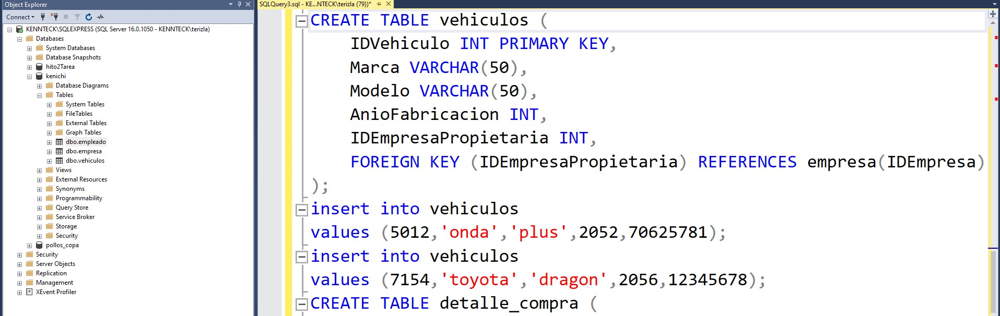 Object Explorer
Connect
KENNTECK\SQLEXPRESS (SQL Server 16.0.1050 - KENNTECK\terizla)
Databases
System Databases
Database Snapshots
hito2Tarea
kenichi
Database Diagrams
Tables
System Tables
FileTables
External Tables
Graph Tables
dbo.empleado
dbo.empresa
dbo.vehiculos
Views
External Resources
Synonyms
Programmability
Query Store
Service Broker
Storage
Security
pollos_copa
Security
Server Objects
Replication
Management
XEvent Profiler
SQLQuery3.sql - KE...NTECK\terizla (79))*
CREATE TABLE vehiculos (
IDVehiculo INT PRIMARY KEY,
Marca VARCHAR(50),
Modelo VARCHAR(50),
AnioFabricacion INT,
IDEmpresaPropietaria INT,
FOREIGN KEY (IDEmpresaPropietaria) REFERENCES empresa(IDEmpresa)
);
insert into vehiculos
values (5012,'onda','plus',2052,70625781);
insert into vehiculos
values (7154,'toyota','dragon',2056,12345678);
CREATE TABLE detalle_compra (